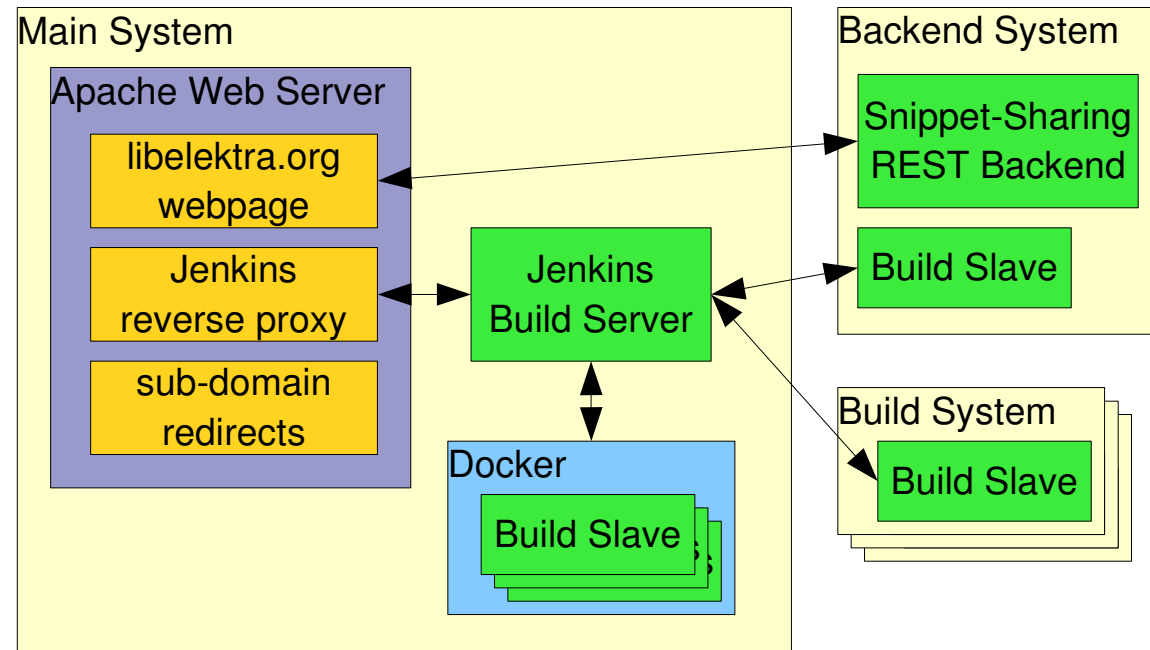 Main System
Apache Web Server
libelektra.org
webpage
Jenkins
reverse proxy
sub-domain
redirects
Jenkins
Build Server
Docker
Build Slave
s
s
Backend System
Snippet-Sharing
REST Backend
Build Slave
Build System
Build Slave